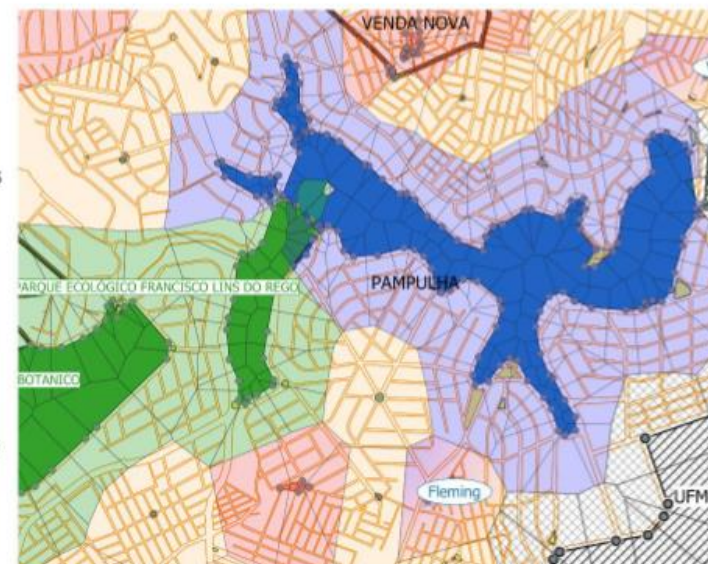 VENDA NOVA
PARQUE ECOLÓGICO FRANCISCO LINS DO REGO
PAMPULHA
BOTANICO
Fleming
UFM